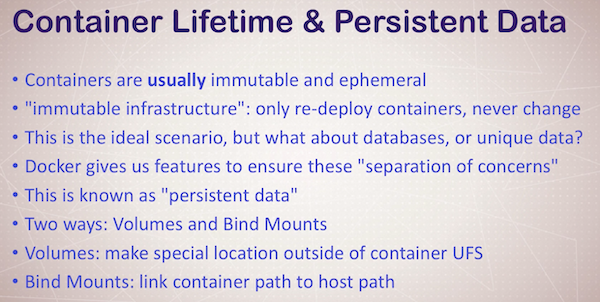 Container Lifetime & Persistent Data
• Containers are usually immutable and ephemeral
• "immutable infrastructure": only re-deploy containers, never change
• This is the ideal scenario, but what about databases, or unique data?
• Docker gives us features to ensure these "separation of concerns"
• This is known as "persistent data"
• Two ways: Volumes and Bind Mounts
• Volumes: make special location outside of container UFS
• Bind Mounts: link container path to host path